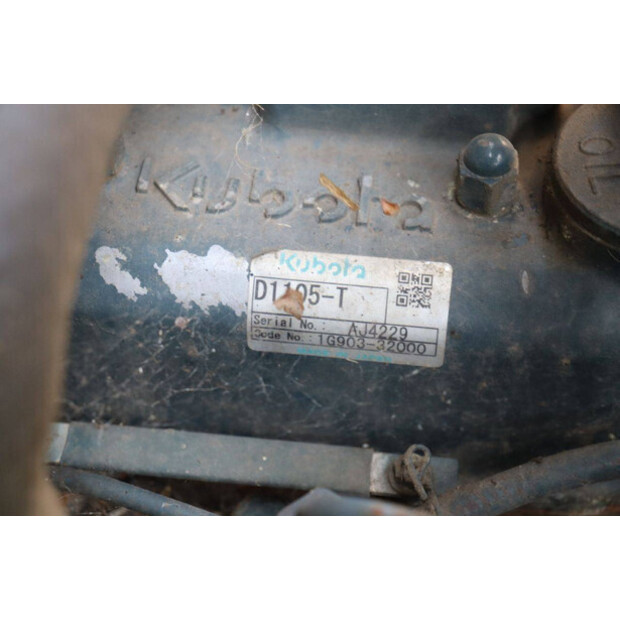 Kubota
OIL
Kubota
D1105-T
Serial No.: AJ4229
Code No.: 1G903-32000